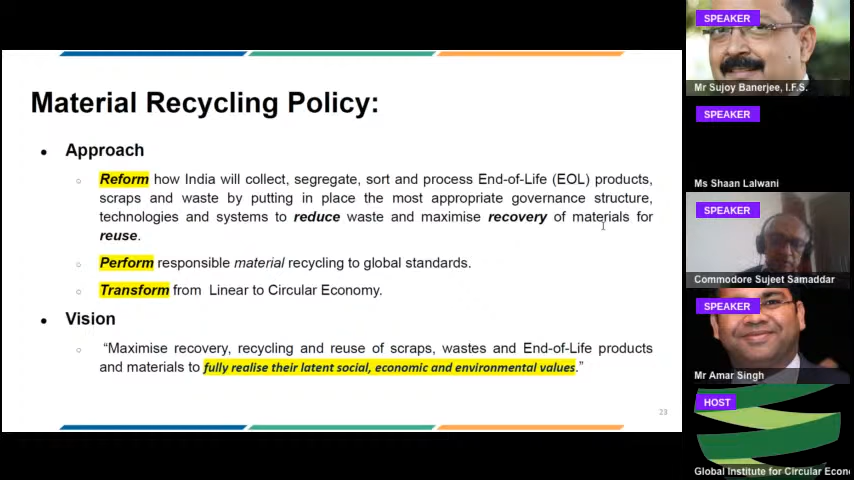 Material Recycling Policy:
● Approach
○ Reform how India will collect, segregate, sort and process End-of-Life (EOL) products,
scraps and waste by putting in place the most appropriate governance structure,
technologies and systems to reduce waste and maximise recovery of materials for
reuse.
○ Perform responsible material recycling to global standards.
○ Transform from Linear to Circular Economy.
● Vision
○ “Maximise recovery, recycling and reuse of scraps, wastes and End-of-Life products
and materials to fully realise their latent social, economic and environmental values.”
23
SPEAKER
Mr Sujoy Banerjee, I.F.S.
SPEAKER
Ms Shaan Lalwani
SPEAKER
Commodore Sujeet Samaddar
SPEAKER
Mr Amar Singh
HOST
Global Institute for Circular Econ